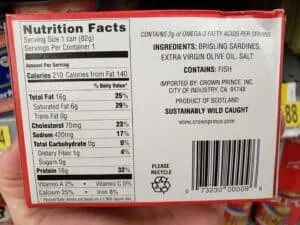 Nutrition Facts
Serving Size 1 can (82g)
Servings Per Container 1
Amount Per Serving
Calories 210 Calories from Fat 140
% Daily Value*
Total Fat 16g 25%
Saturated Fat 6g 29%
Trans Fat 0g
Cholesterol 70mg 23%
Sodium 420mg 17%
Total Carbohydrate 0g 0%
Dietary Fiber 1g 4%
Sugars 0g
Protein 16g 32%
Vitamin A 2% • Vitamin C 0%
Calcium 25% • Iron 8%
CONTAINS 2g of OMEGA-3 FATTY ACIDS PER SERVING
INGREDIENTS: BRISLING SARDINES,
EXTRA VIRGIN OLIVE OIL, SALT
CONTAINS: FISH
IMPORTED BY: CROWN PRINCE, INC.
CITY OF INDUSTRY, CA 91748
PRODUCT OF SCOTLAND
SUSTAINABLY WILD CAUGHT
www.crownprince.com
PLEASE
RECYCLE
0 73230 00009 6
88